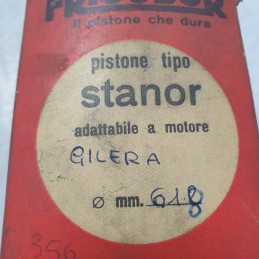 il pistone che dura
pistone tipo
stanor
adattabile a motore
GILERA
ø mm. 61,8
356